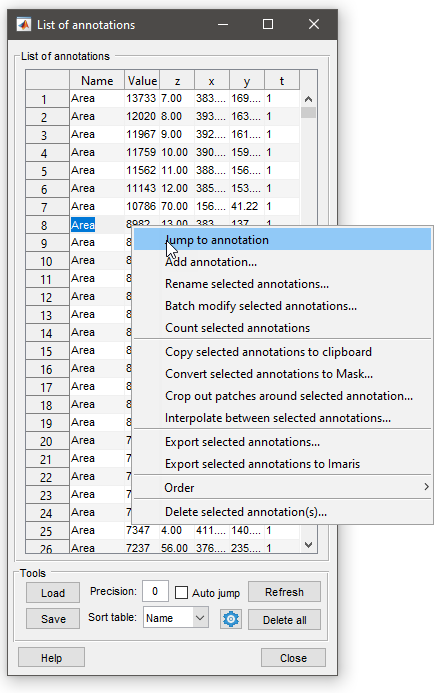 List of annotations
List of annotations
Name Value z x y t
1 Area 13733 7.00 383.... 169.... 1
2 Area 12020 8.00 393.... 163.... 1
3 Area 11967 9.00 392.... 161.... 1
4 Area 11759 10.00 390.... 159.... 1
5 Area 11562 11.00 388.... 156.... 1
6 Area 11143 12.00 385.... 153.... 1
7 Area 10786 70.00 156.... 41.22 1
8 Area 8982 13.00 383.... 137.... 1
9 Area 8
10 Area 8
11 Area 8
12 Area 8
13 Area 8
14 Area 8
15 Area 8
16 Area 8
17 Area 8
18 Area 8
19 Area 8
20 Area 7
21 Area 7
22 Area 7
23 Area 7
24 Area 7
25 Area 7347 4.00 411.... 140.... 1
26 Area 7237 56.00 376.... 235.... 1
Jump to annotation
Add annotation...
Rename selected annotations...
Batch modify selected annotations...
Count selected annotations
Copy selected annotations to clipboard
Convert selected annotations to Mask...
Crop out patches around selected annotation...
Interpolate between selected annotations...
Export selected annotations...
Export selected annotations to Imaris
Order
Delete selected annotation(s)...
Tools
Load Precision: 0 Auto jump Refresh
Save Sort table: Name Delete all
Help Close